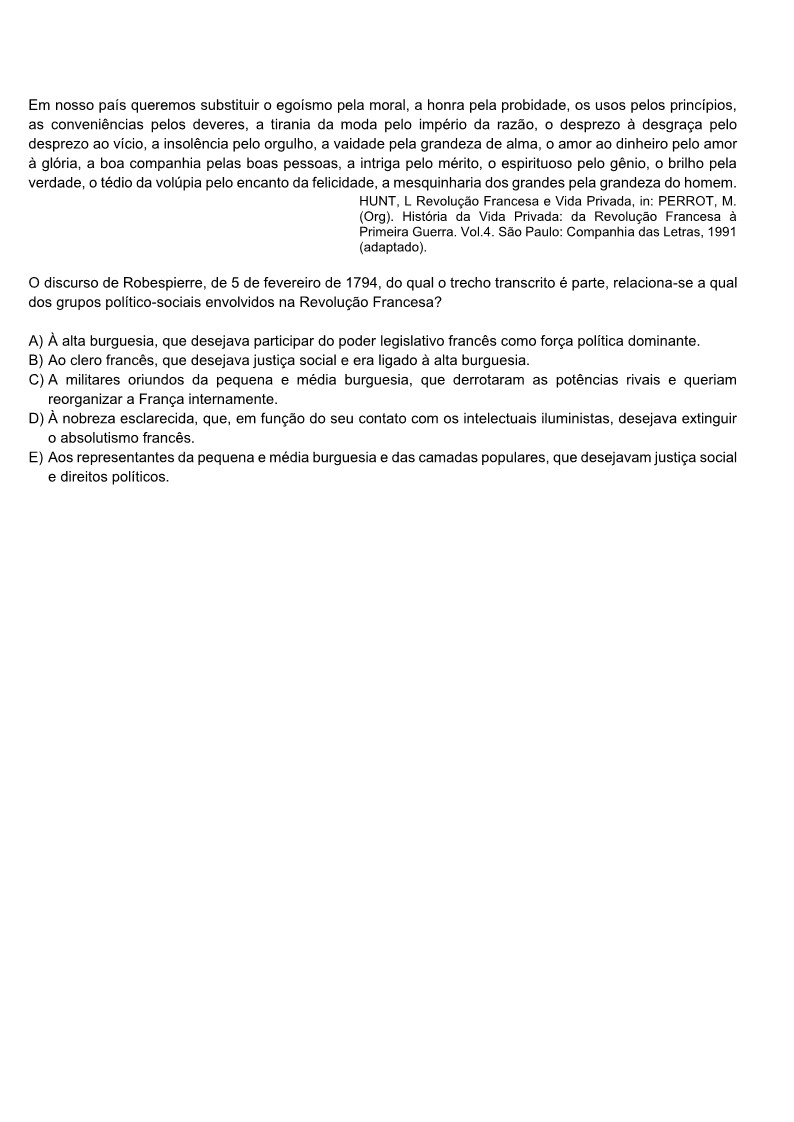 Em nosso país queremos substituir o egoísmo pela moral, a honra pela probidade, os usos pelos princípios,
as conveniências pelos deveres, a tirania da moda pelo império da razão, o desprezo à desgraça pelo
desprezo ao vício, a insolência pelo orgulho, a vaidade pela grandeza de alma, o amor ao dinheiro pelo amor
à glória, a boa companhia pelas boas pessoas, a intriga pelo mérito, o espirituoso pelo gênio, o brilho pela
verdade, o tédio da volúpia pelo encanto da felicidade, a mesquinharia dos grandes pela grandeza do homem.
HUNT, L Revolução Francesa e Vida Privada, in: PERROT, M.
(Org). História da Vida Privada: da Revolução Francesa à
Primeira Guerra. Vol.4. São Paulo: Companhia das Letras, 1991
(adaptado).
O discurso de Robespierre, de 5 de fevereiro de 1794, do qual o trecho transcrito é parte, relaciona-se a qual
dos grupos político-sociais envolvidos na Revolução Francesa?
A) À alta burguesia, que desejava participar do poder legislativo francês como força política dominante.
B) Ao clero francês, que desejava justiça social e era ligado à alta burguesia.
C) A militares oriundos da pequena e média burguesia, que derrotaram as potências rivais e queriam
reorganizar a França internamente.
D) À nobreza esclarecida, que, em função do seu contato com os intelectuais iluministas, desejava extinguir
o absolutismo francês.
E) Aos representantes da pequena e média burguesia e das camadas populares, que desejavam justiça social
e direitos políticos.